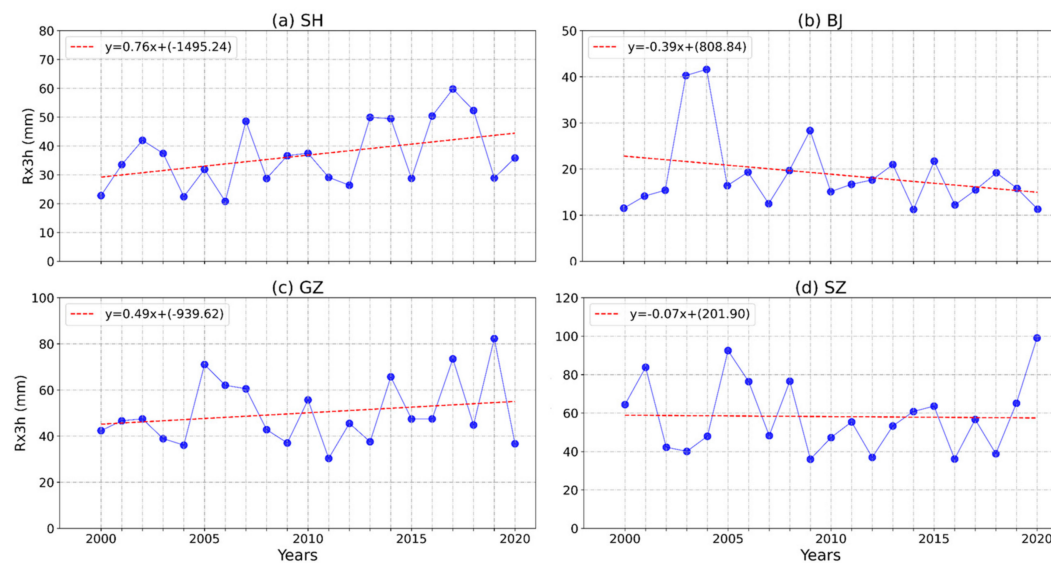 (a) SH
80
70
60
50
40
30
20
10
0
Rx3h (mm)
y=0.76x+(-1495.24)
(b) BJ
50
40
30
20
10
0
y=-0.39x+(808.84)
(c) GZ
100
80
60
40
20
0
Rx3h (mm)
y=0.49x+(-939.62)
2000 2005 2010 2015 2020
Years
(d) SZ
120
100
80
60
40
20
0
y=-0.07x+(201.90)
2000 2005 2010 2015 2020
Years